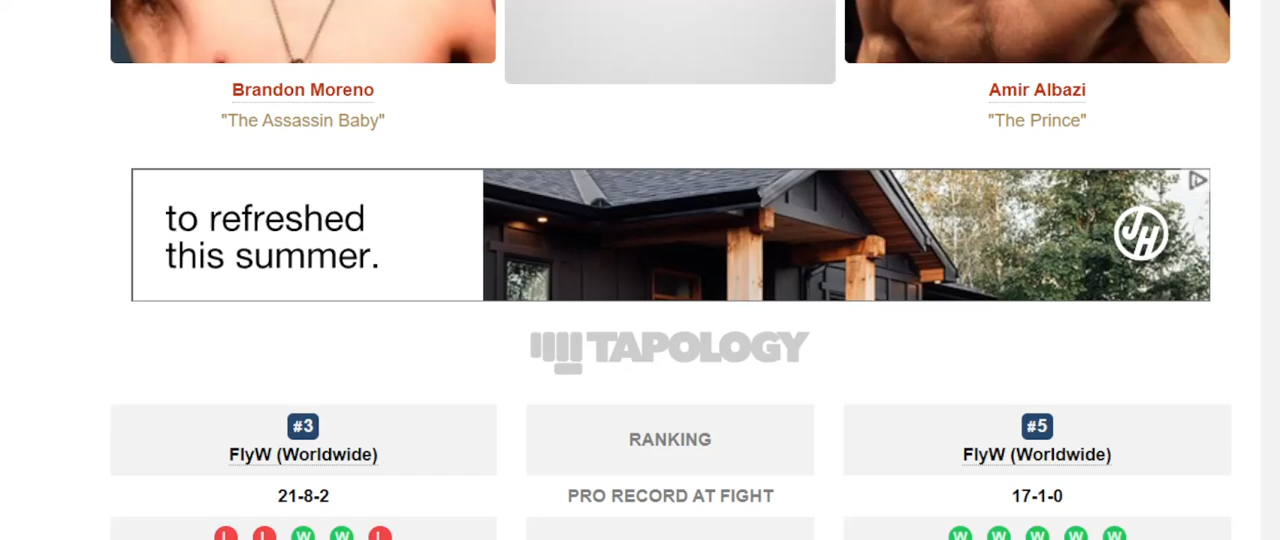 Brandon Moreno
Amir Albazi
"The Assassin Baby"
"The Prince"
to refreshed
this summer.
JH
TAPOLOGY
#3
RANKING
#5
FlyW (Worldwide)
FlyW (Worldwide)
21-8-2
PRO RECORD AT FIGHT
17-1-0
L L W W L
W W W W W